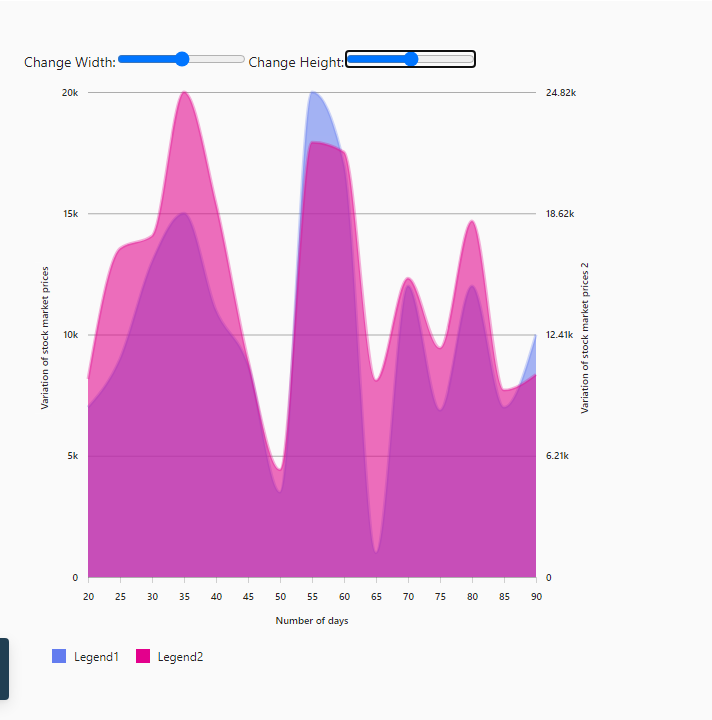 Change Width: Change Height:
20k 24.82k
15k 18.62k
Variation of stock market prices
Variation of stock market prices 2
10k 12.41k
5k 6.21k
0 0
20 25 30 35 40 45 50 55 60 65 70 75 80 85 90
Number of days
Legend1 Legend2